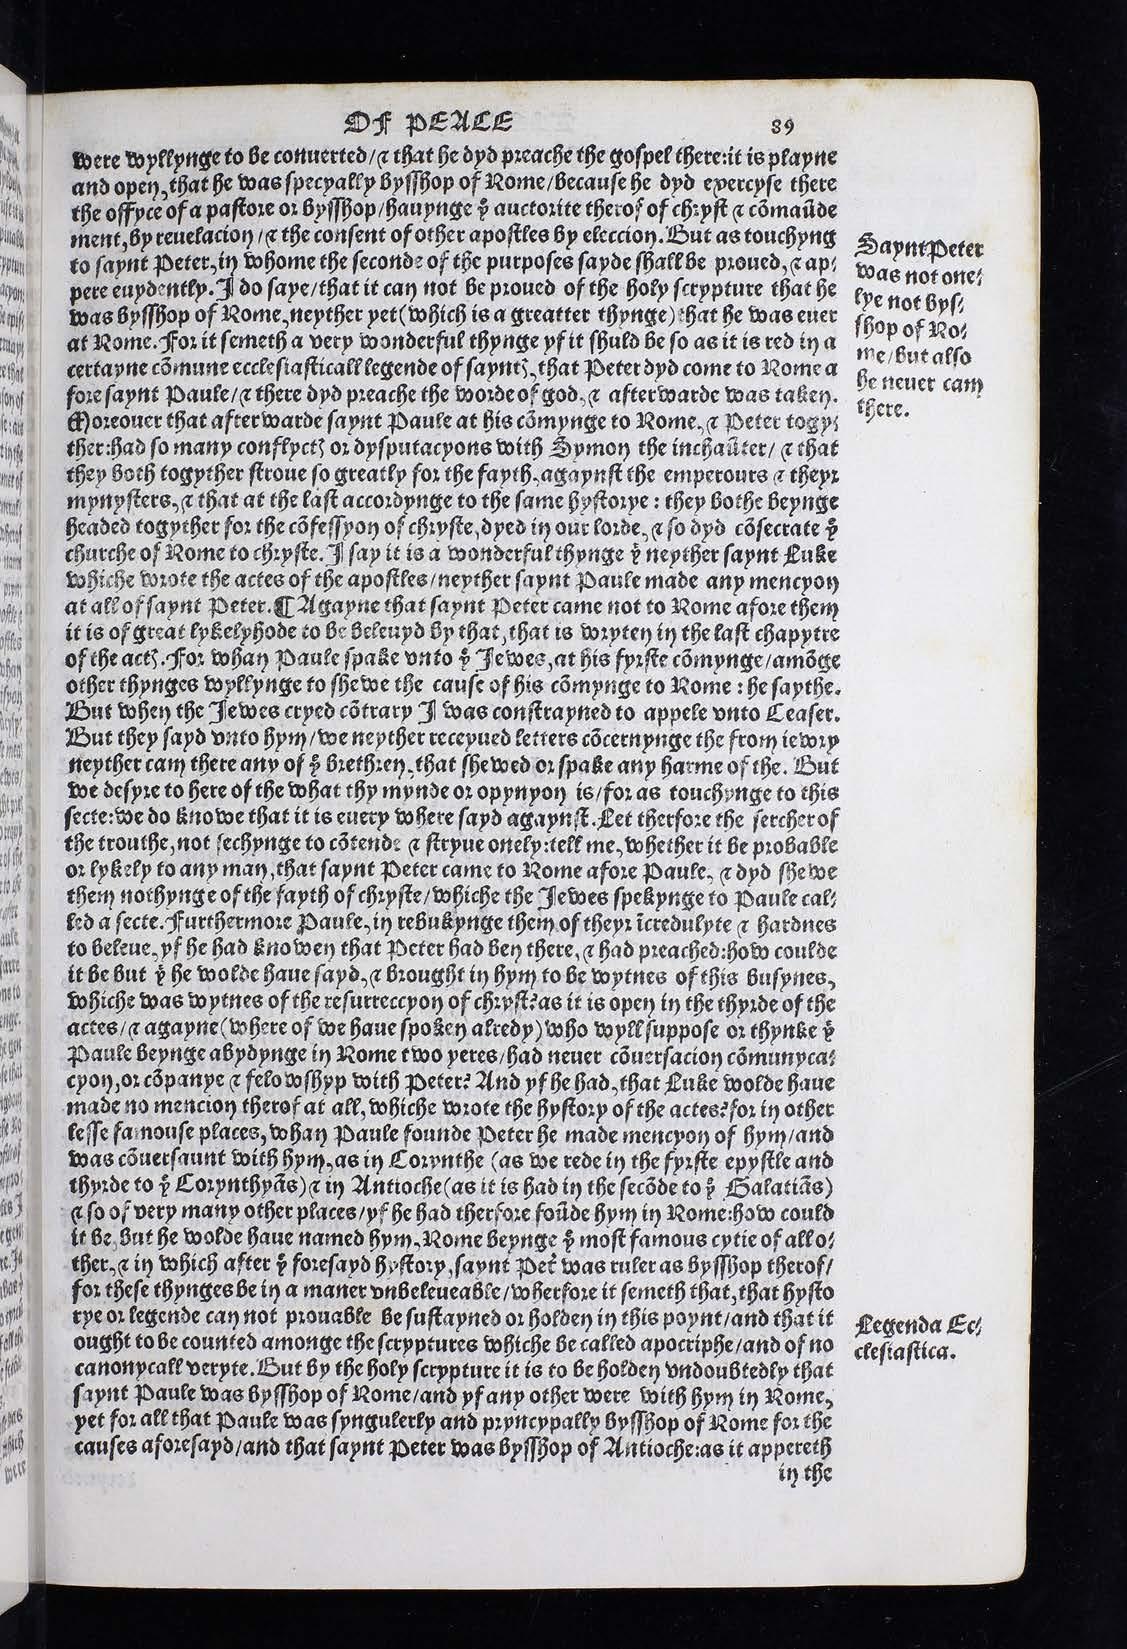 OF PEACE 89
were wyllynge to be conuerted/⁊ that he dyd preache the gospel there:it is playne
and open, that he was specyally bysshop of Rome/because he dyd exercyse there
the offyce of a pastore or bysshop/hauynge yͤ auctorite therof of chryst ⁊ cōmaūde
ment, by reuelacion/⁊ the consent of other apostles by eleccion. But as touchyng
to saynt Peter, in whome the seconde of the purposes sayde shall be proued, ⁊ ap⸗
pere euydently. I do saye/that it can not be proued of the holy scrypture that he
was bysshop of Rome, neyther yet (which is a greatter thynge) that he was euer
at Rome. For it semeth a very wonderful thynge yf it shuld be so as it is red in a
certayne cōmune ecclesiasticall legende of sayntꝭ, that Peter dyd come to Rome a
fore saynt Paule/⁊ there dyd preache the worde of god, ⁊ afterwarde was taken.
Moreouer that afterwarde saynt Paule at his cōmynge to Rome, ⁊ Peter togy⸗
ther:had so many conflyctꝭ or dysputacyons with Symon the inchaūter/ ⁊ that
they both togyther stroue so greatly for the fayth, agaynst the emperours ⁊ theyr
mynysters, ⁊ that at the last accordynge to the same hystorye : they bothe beynge
headed togyther for the cōfessyon of chryste, dyed in our lorde, ⁊ so dyd cōsecrate yͤ
churche of Rome to chryste. I say it is a wonderful thynge yͭ neyther saynt Luke
whiche wrote the actes of the apostles/neyther saynt Paule made any mencyon
at all of saynt Peter. ¶ Agayne that saynt Peter came not to Rome afore them
it is of great lykelyhode to be beleuyd by that, that is wryten in the last chapytre
of the actꝭ. For whan Paule spake vnto yͤ Jewes, at his fyrste cōmynge/amōge
other thynges wyllynge to shewe the cause of his cōmynge to Rome : he saythe.
But when the Jewes cryed cōtrary I was constrayned to appele vnto Ceaser.
But they sayd vnto hym/we neyther receyued letters cōcernynge the from iewry
neyther cam there any of yͤ brethren, that shewed or spake any harme of the. But
we desyre to here of the what thy mynde or opynyon is/for as touchynge to this
secte:we do knowe that it is euery where sayd agaynst. Let therfore the sercher of
the trouthe, not sechynge to cōtende ⁊ stryue onely:tell me, whether it be probable
or lykely to any man, that saynt Peter came to Rome afore Paule, ⁊ dyd shewe
them nothynge of the fayth of chryste/whiche the Jewes spekynge to Paule cal⸗
led a secte. Furthermore Paule, in rebukynge them of theyr īcredulyte ⁊ hardnes
to beleue, yf he had knowen that Peter had ben there, ⁊ had preached:how coulde
it be but yͭ he wolde haue sayd, ⁊ brought in hym to be wytnes of this busynes,
whiche was wytnes of the resurreccyon of chryst? as it is open in the thyrde of the
actes/⁊ agayne (where of we haue spoken alredy) who wyll suppose or thynke yͭ
Paule beynge abydynge in Rome two yeres/had neuer cōuersacion cōmunyca⸗
cyon, or cōpanye ⁊ felowshyp with Peter? And yf he had, that Luke wolde haue
made no mencion therof at all, whiche wrote the hystory of the actes? for in other
lesse famouse places, whan Paule founde Peter he made mencyon of hym/and
was cōuersaunt with hym, as in Corynthe (as we rede in the fyrste epystle and
thyrde to yͤ Corynthyās) ⁊ in Antioche (as it is had in the secōde to yͤ Galatiās)
⁊ so of very many other places/yf he had therfore foūde hym in Rome:how could
it be, but he wolde haue named hym, Rome beynge yͤ most famous cytie of all o⸗
ther, ⁊ in which after yͤ foresayd hystory, saynt Peƭ was ruler as bysshop therof/
for these thynges be in a maner vnbeleueable/wherfore it semeth that, that hysto
rye or legende can not prouable be sustayned or holden in this poynt/and that it
ought to be counted amonge the scryptures whiche be called apocriphe/and of no
canonycall veryte. But by the holy scrypture it is to be holden vndoubtedly that
saynt Paule was bysshop of Rome/and yf any other were with hym in Rome,
yet for all that Paule was syngulerly and pryncypally bysshop of Rome for the
causes aforesayd/and that saynt Peter was bysshop of Antioche:as it appereth
in the
Saynt Peter
was not one⸗
lye not bys⸗
shop of Ro⸗
me/but also
he neuer cam
there.
Legenda Ec⸗
clesiastica.